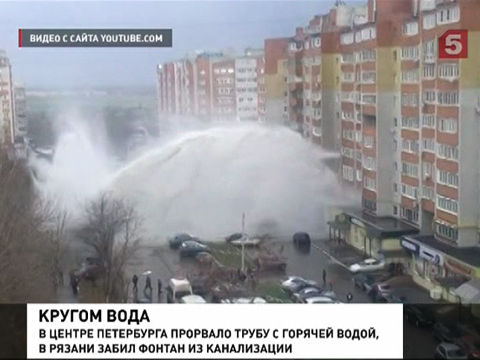 ВИДЕО С САЙТА YOUTUBE.COM
5
КРУГОМ ВОДА
В ЦЕНТРЕ ПЕТЕРБУРГА ПРОРВАЛО ТРУБУ С ГОРЯЧЕЙ ВОДОЙ,
В РЯЗАНИ ЗАБИЛ ФОНТАН ИЗ КАНАЛИЗАЦИИ